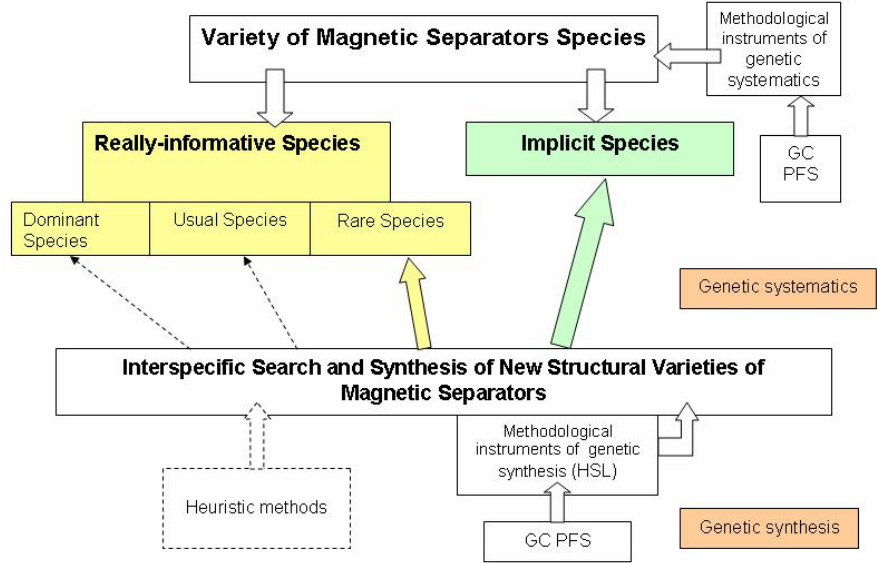 Variety of Magnetic Separators Species
Methodological
instruments of
genetic
systematics
Really-informative Species
Implicit Species
GC
PFS
Dominant
Species
Usual Species
Rare Species
Genetic systematics
Interspecific Search and Synthesis of New Structural Varieties of
Magnetic Separators
Methodological
instruments of genetic
synthesis (HSL)
Heuristic methods
GC PFS
Genetic synthesis